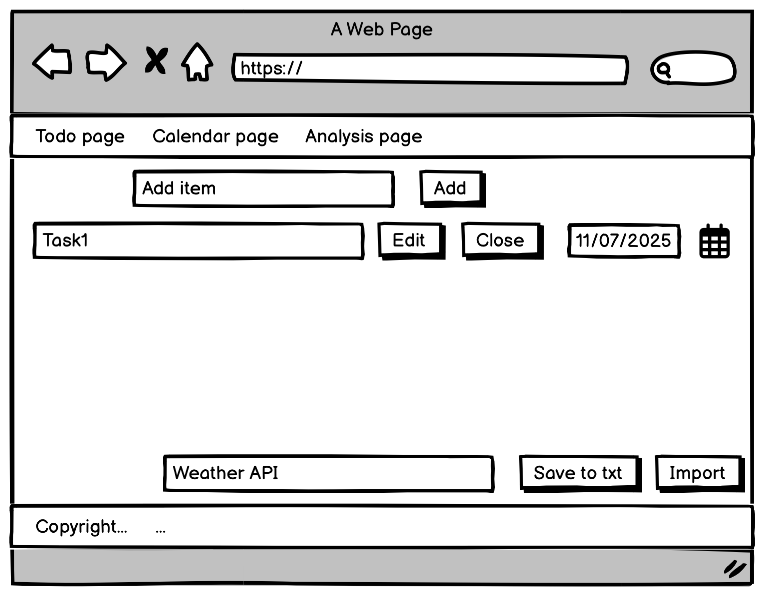 A Web Page
https://
Todo page Calendar page Analysis page
Add item Add
Task1 Edit Close 11/07/2025
Weather API Save to txt Import
Copyright... ...